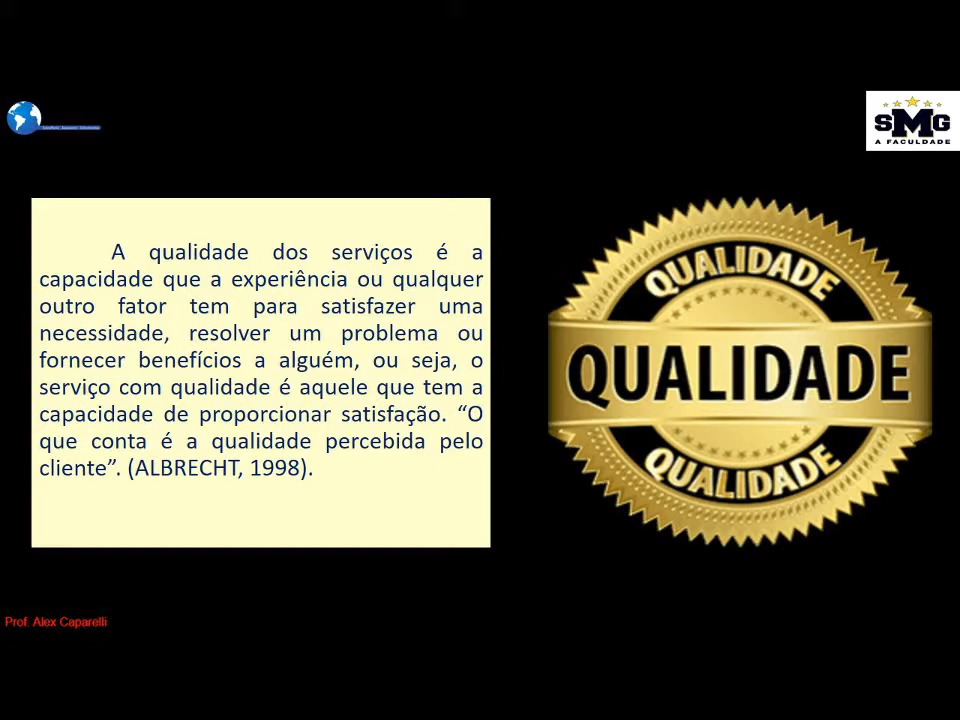 SMG
A FACULDADE
A qualidade dos serviços é a
capacidade que a experiência ou qualquer
outro fator tem para satisfazer uma
necessidade, resolver um problema ou
fornecer benefícios a alguém, ou seja, o
serviço com qualidade é aquele que tem a
capacidade de proporcionar satisfação. “O
que conta é a qualidade percebida pelo
cliente”. (ALBRECHT, 1998).
QUALIDADE
QUALIDADE
QUALIDADE
Prof. Alex Caparelli